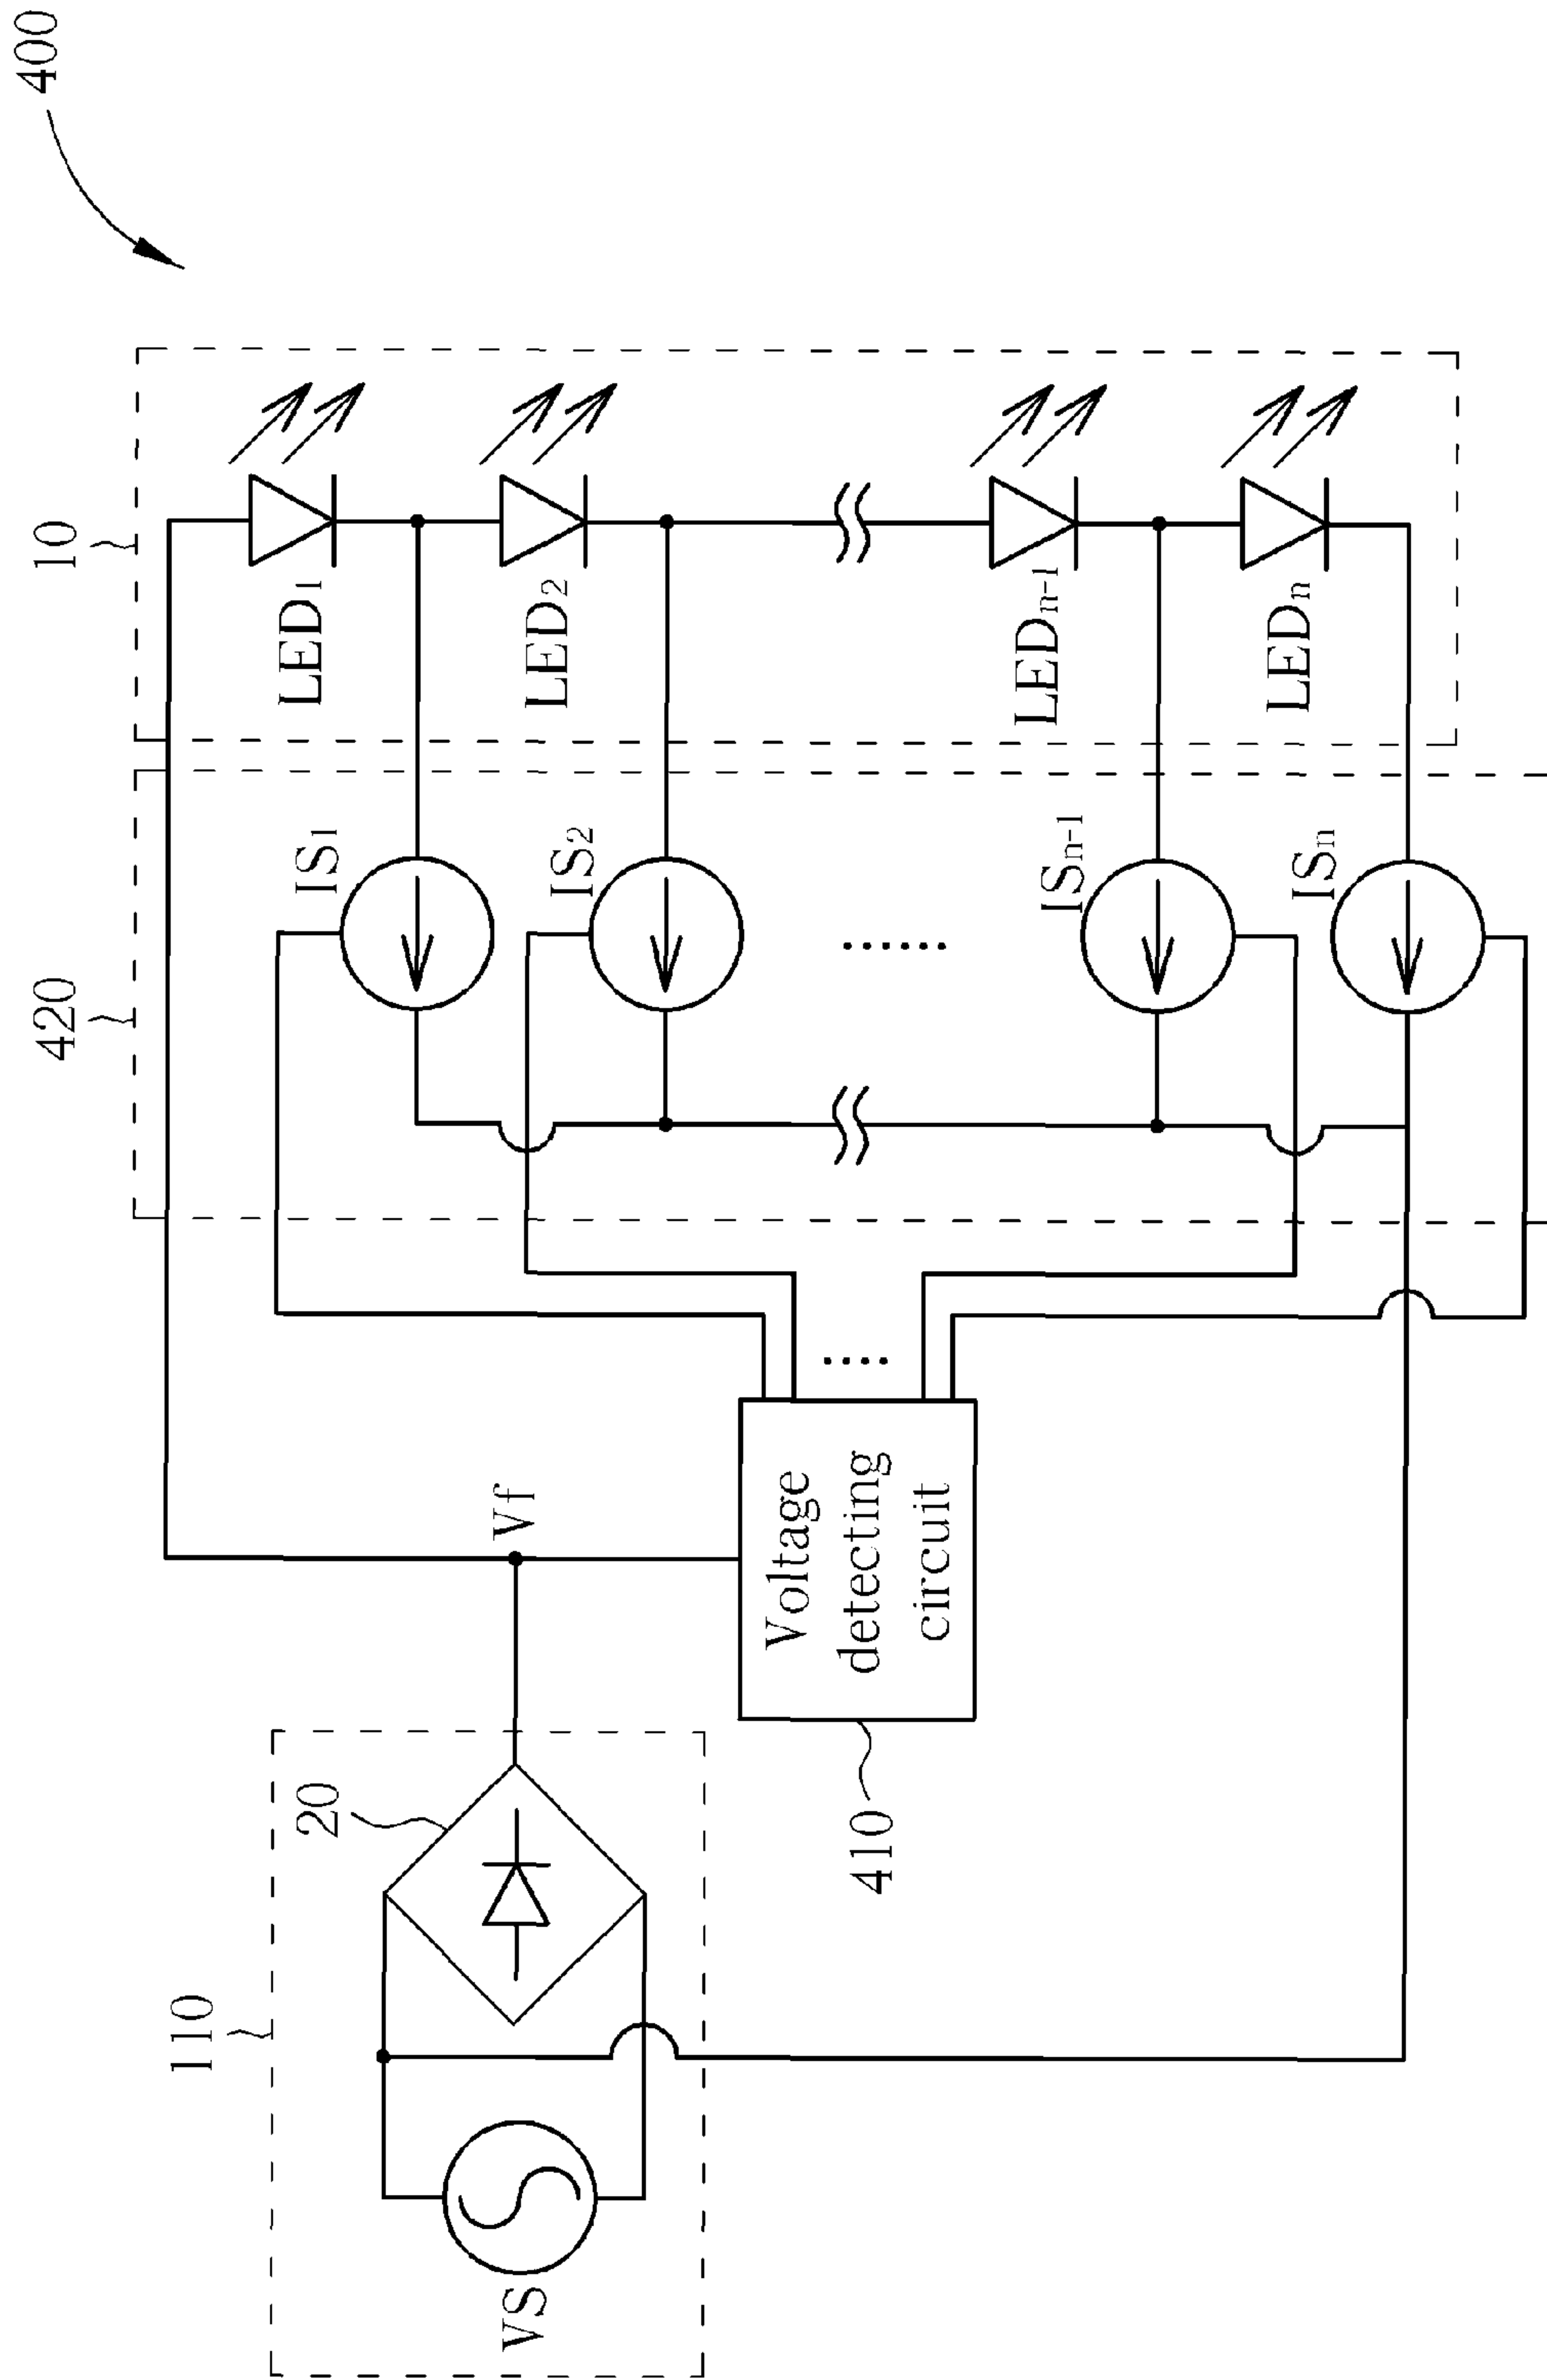 400
10
LED1
LED2
LEDn-1
LEDn
420
IS1
IS2
......
ISn-1
ISn
....
Vf
Voltage
detecting
circuit
410
20
110
VS